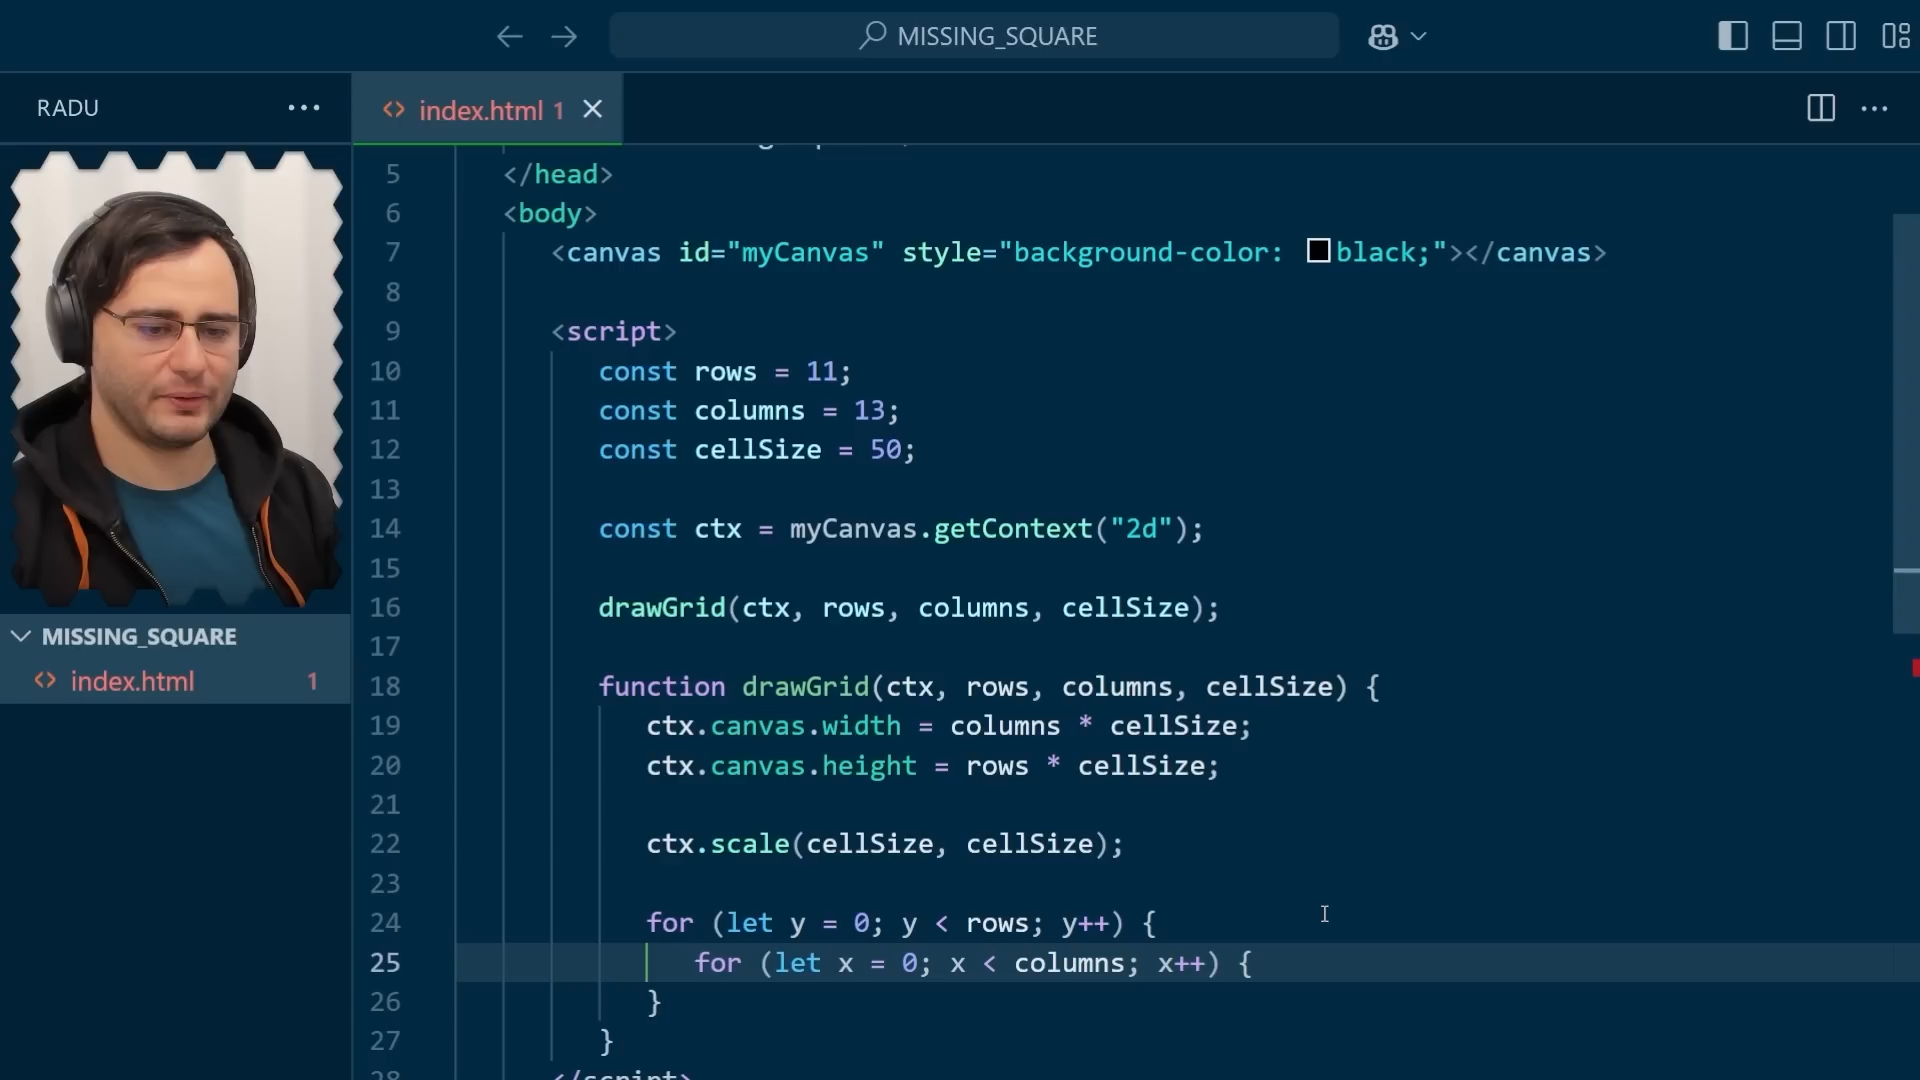 MISSING_SQUARE
RADU
index.html 1
5 </head>
6 <body>
7 <canvas id="myCanvas" style="background-color: black;"></canvas>
8
9 <script>
10 const rows = 11;
11 const columns = 13;
12 const cellSize = 50;
13
14 const ctx = myCanvas.getContext("2d");
15
16 drawGrid(ctx, rows, columns, cellSize);
17
18 function drawGrid(ctx, rows, columns, cellSize) {
19 ctx.canvas.width = columns * cellSize;
20 ctx.canvas.height = rows * cellSize;
21
22 ctx.scale(cellSize, cellSize);
23
24 for (let y = 0; y < rows; y++) {
25 for (let x = 0; x < columns; x++) {
26 }
27 }
28 </script>
MISSING_SQUARE
index.html 1